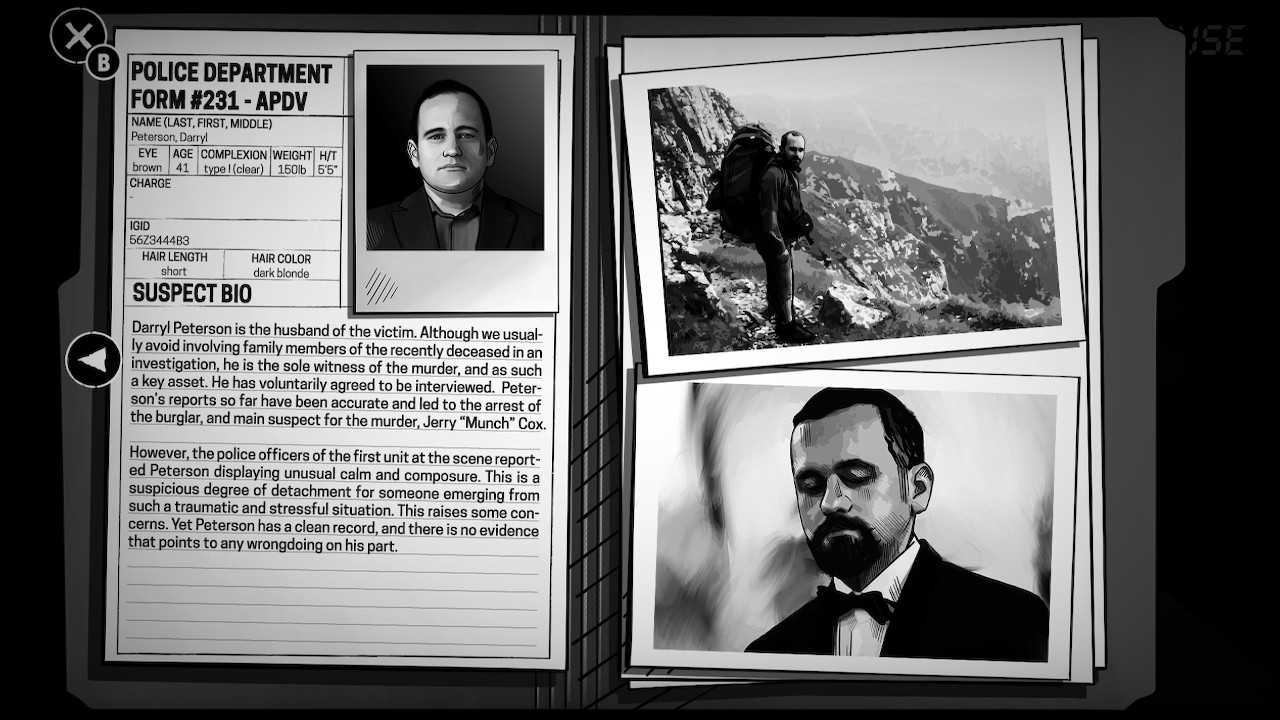 X
B
USE
POLICE DEPARTMENT
FORM #231 - APDV
NAME (LAST, FIRST, MIDDLE)
Peterson, Darryl
EYE AGE COMPLEXION WEIGHT H/T
brown 41 type I (clear) 150lb 5'5"
CHARGE
-
IGID
56Z3444B3
HAIR LENGTH HAIR COLOR
short dark blonde
SUSPECT BIO
Darryl Peterson is the husband of the victim. Although we usual-
ly avoid involving family members of the recently deceased in an
investigation, he is the sole witness of the murder, and as such
a key asset. He has voluntarily agreed to be interviewed. Peter-
son's reports so far have been accurate and led to the arrest of
the burglar, and main suspect for the murder, Jerry “Munch” Cox.
However, the police officers of the first unit at the scene report-
ed Peterson displaying unusual calm and composure. This is a
suspicious degree of detachment for someone emerging from
such a traumatic and stressful situation. This raises some con-
cerns. Yet Peterson has a clean record, and there is no evidence
that points to any wrongdoing on his part.